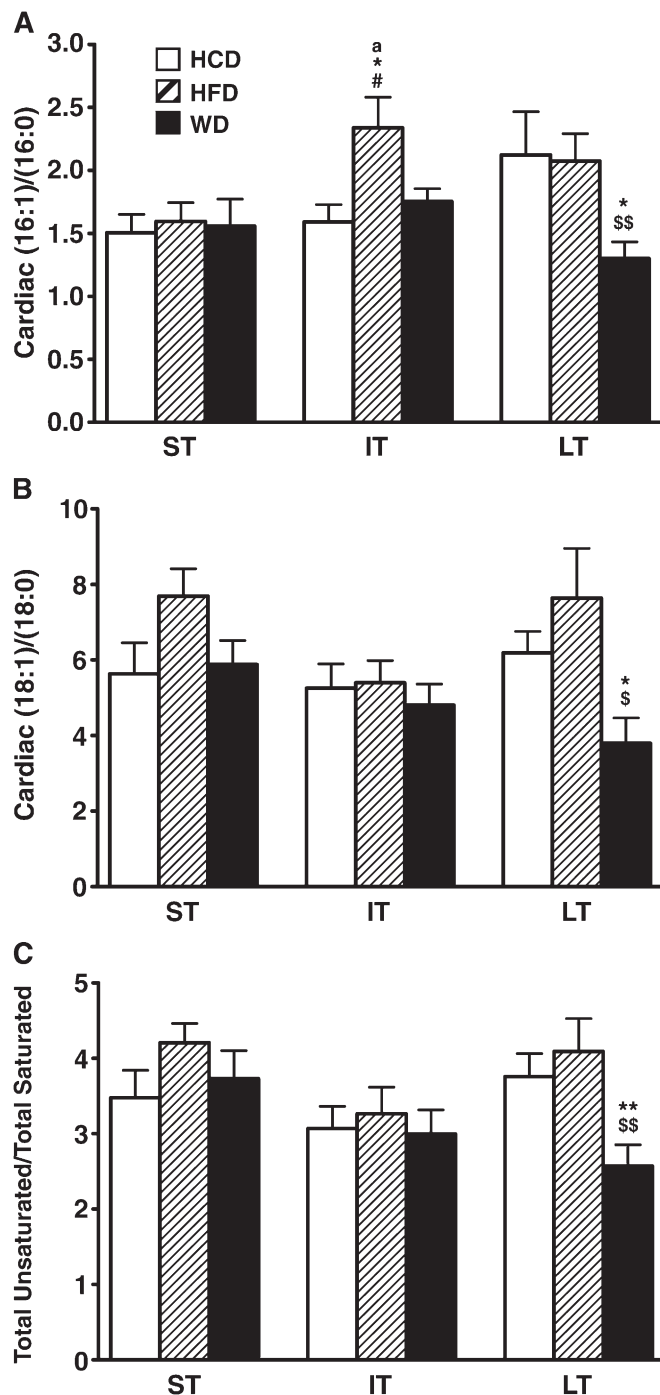 A
Cardiac (16:1)/(16:0)
3.0
2.5
2.0
1.5
1.0
0.5
0.0
HCD
HFD
WD
a
*
#
*
$$
ST IT LT
B
Cardiac (18:1)/(18:0)
10
8
6
4
2
0
*
$
ST IT LT
C
Total Unsaturated/Total Saturated
5
4
3
2
1
0
**
$$
ST IT LT